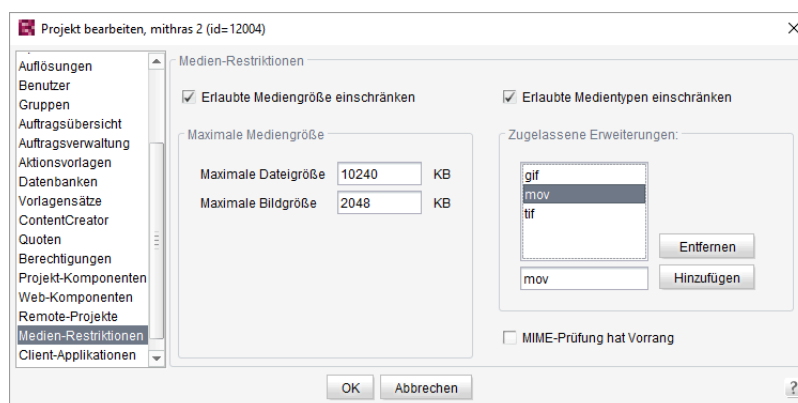 Projekt bearbeiten, mithras 2 (id=12004)
Auflösungen
Benutzer
Gruppen
Auftragsübersicht
Auftragsverwaltung
Aktionsvorlagen
Datenbanken
Vorlagensätze
ContentCreator
Quoten
Berechtigungen
Projekt-Komponenten
Web-Komponenten
Remote-Projekte
Medien-Restriktionen
Client-Applikationen
Medien-Restriktionen
Erlaubte Mediengröße einschränken
Maximale Mediengröße
Maximale Dateigröße 10240 KB
Maximale Bildgröße 2048 KB
Erlaubte Medientypen einschränken
Zugelassene Erweiterungen:
gif
mov
tif
Entfernen
mov Hinzufügen
MIME-Prüfung hat Vorrang
OK Abbrechen
?